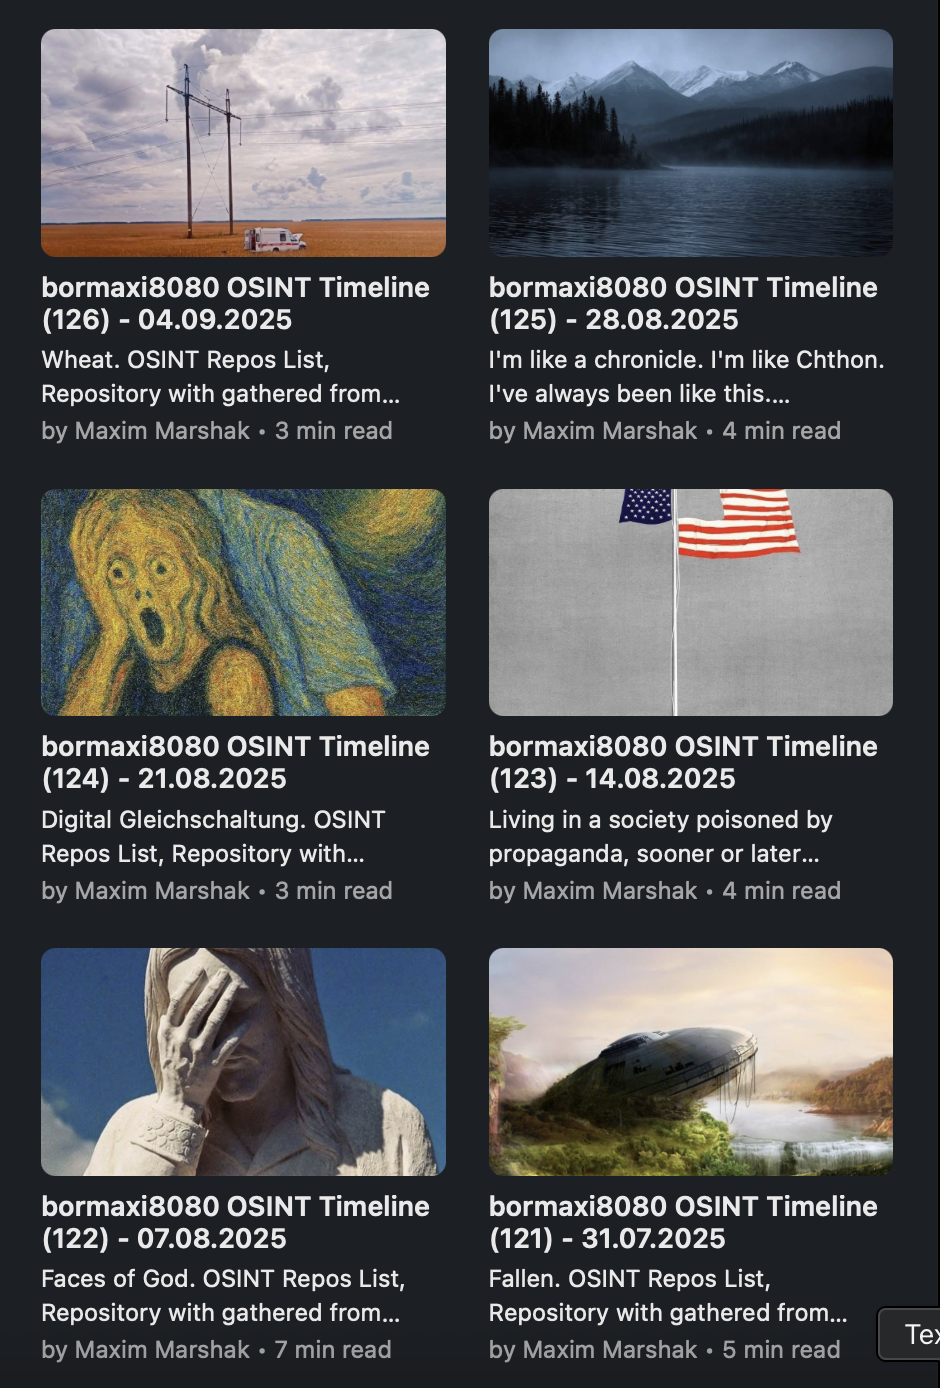 bormaxi8080 OSINT Timeline
(126) - 04.09.2025
Wheat. OSINT Repos List,
Repository with gathered from...
by Maxim Marshak • 3 min read
bormaxi8080 OSINT Timeline
(125) - 28.08.2025
I'm like a chronicle. I'm like Chthon.
I've always been like this....
by Maxim Marshak • 4 min read
bormaxi8080 OSINT Timeline
(124) - 21.08.2025
Digital Gleichschaltung. OSINT
Repos List, Repository with...
by Maxim Marshak • 3 min read
bormaxi8080 OSINT Timeline
(123) - 14.08.2025
Living in a society poisoned by
propaganda, sooner or later...
by Maxim Marshak • 4 min read
bormaxi8080 OSINT Timeline
(122) - 07.08.2025
Faces of God. OSINT Repos List,
Repository with gathered from...
by Maxim Marshak • 7 min read
bormaxi8080 OSINT Timeline
(121) - 31.07.2025
Fallen. OSINT Repos List,
Repository with gathered from...
by Maxim Marshak • 5 min read